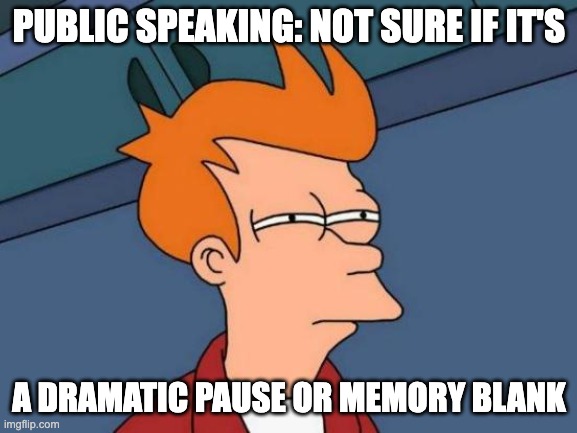 PUBLIC SPEAKING: NOT SURE IF IT'S
A DRAMATIC PAUSE OR MEMORY BLANK
imgflip.com